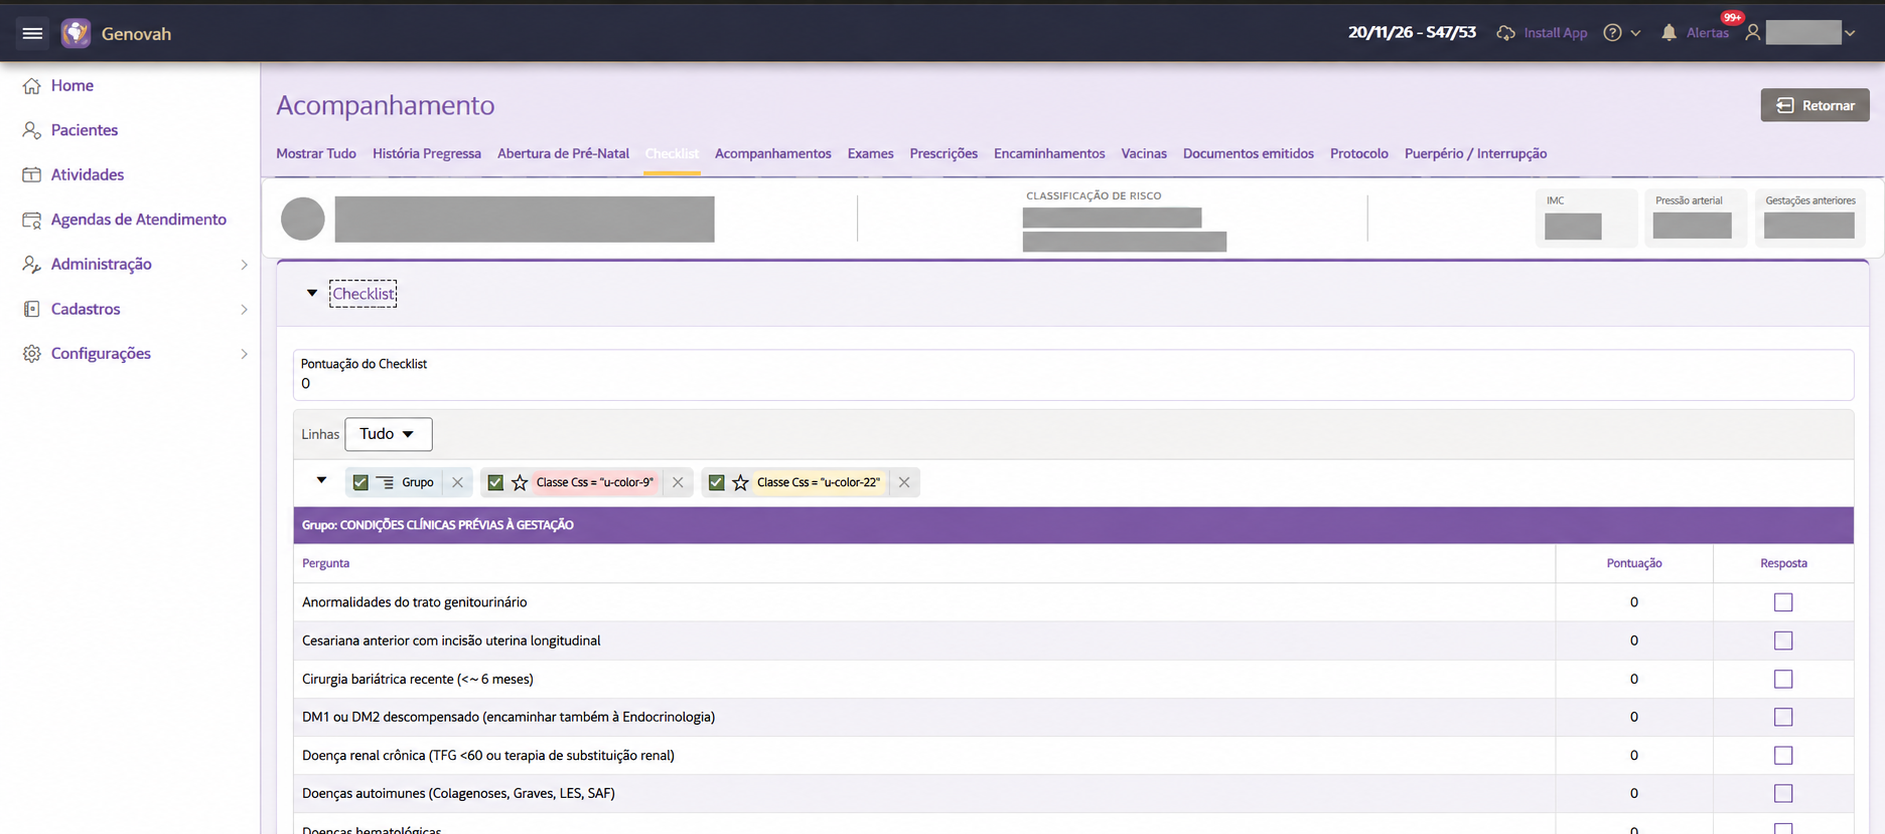 Genovah
20/11/26 - S47/53
Install App
?
99+
Alertas
Home
Pacientes
Atividades
Agendas de Atendimento
Administração
Cadastros
Configurações
Acompanhamento
Retornar
Mostrar Tudo História Pregressa Abertura de Pré-Natal Checklist Acompanhamentos Exames Prescrições Encaminhamentos Vacinas Documentos emitidos Protocolo Puerpério / Interrupção
CLASSIFICAÇÃO DE RISCO
IMC
Pressão arterial
Gestações anteriores
Checklist
Pontuação do Checklist
0
Linhas Tudo
Grupo Classe Css = "u-color-9" Classe Css = "u-color-22"
Grupo: CONDIÇÕES CLÍNICAS PRÉVIAS À GESTAÇÃO
Pergunta Pontuação Resposta
Anormalidades do trato genitourinário 0
Cesariana anterior com incisão uterina longitudinal 0
Cirurgia bariátrica recente (<~ 6 meses) 0
DM1 ou DM2 descompensado (encaminhar também à Endocrinologia) 0
Doença renal crônica (TFG <60 ou terapia de substituição renal) 0
Doenças autoimunes (Colagenoses, Graves, LES, SAF) 0
Doenças hematológicas 0